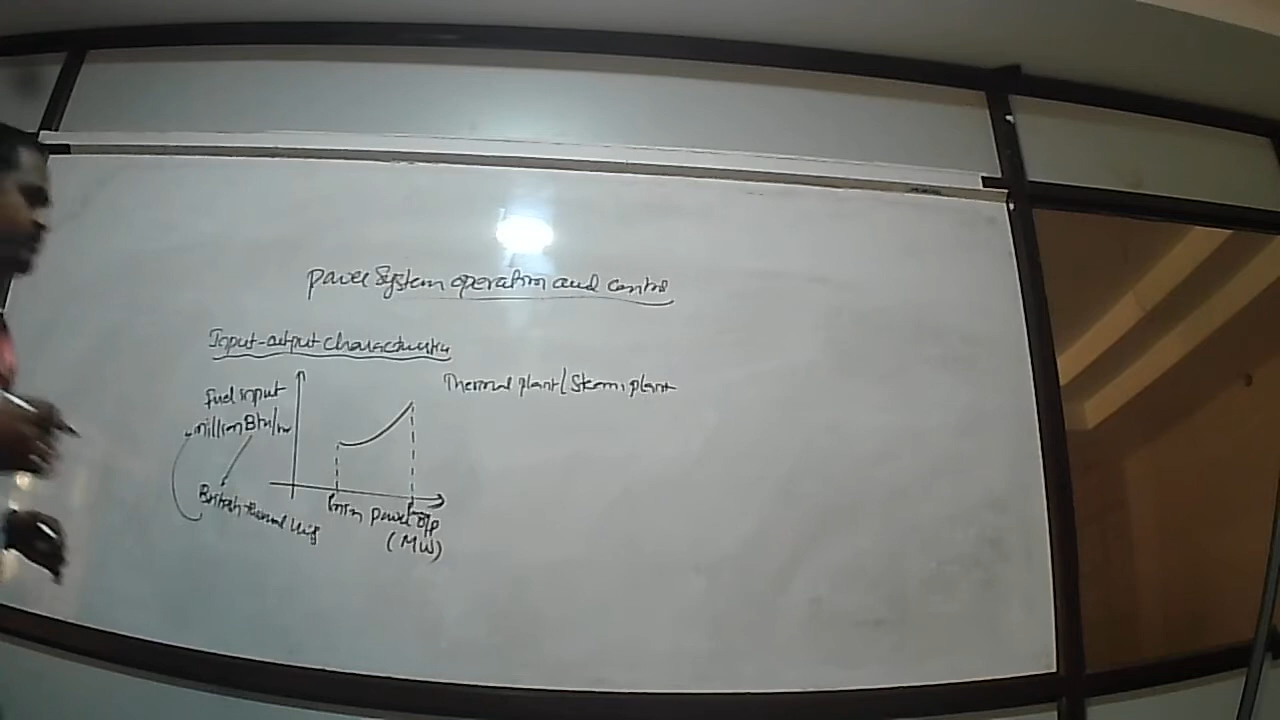 Power System operation and control
Input-output characteristics
Thermal plant/Steam plant
Fuel input
million Btu/hr
British thermal Unit
Pmin Power O/p
(MW)